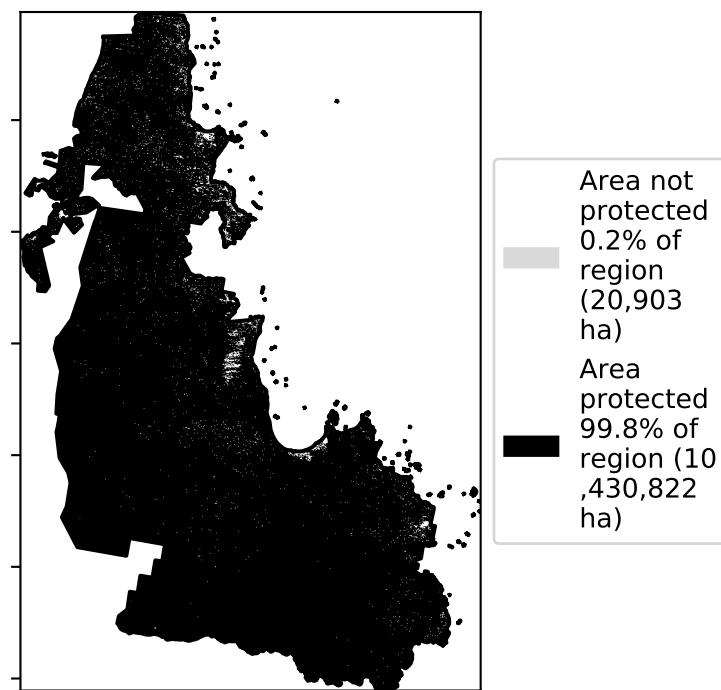 Area not
protected
0.2% of
region
(20,903
ha)
Area
protected
99.8% of
region (10
,430,822
ha)